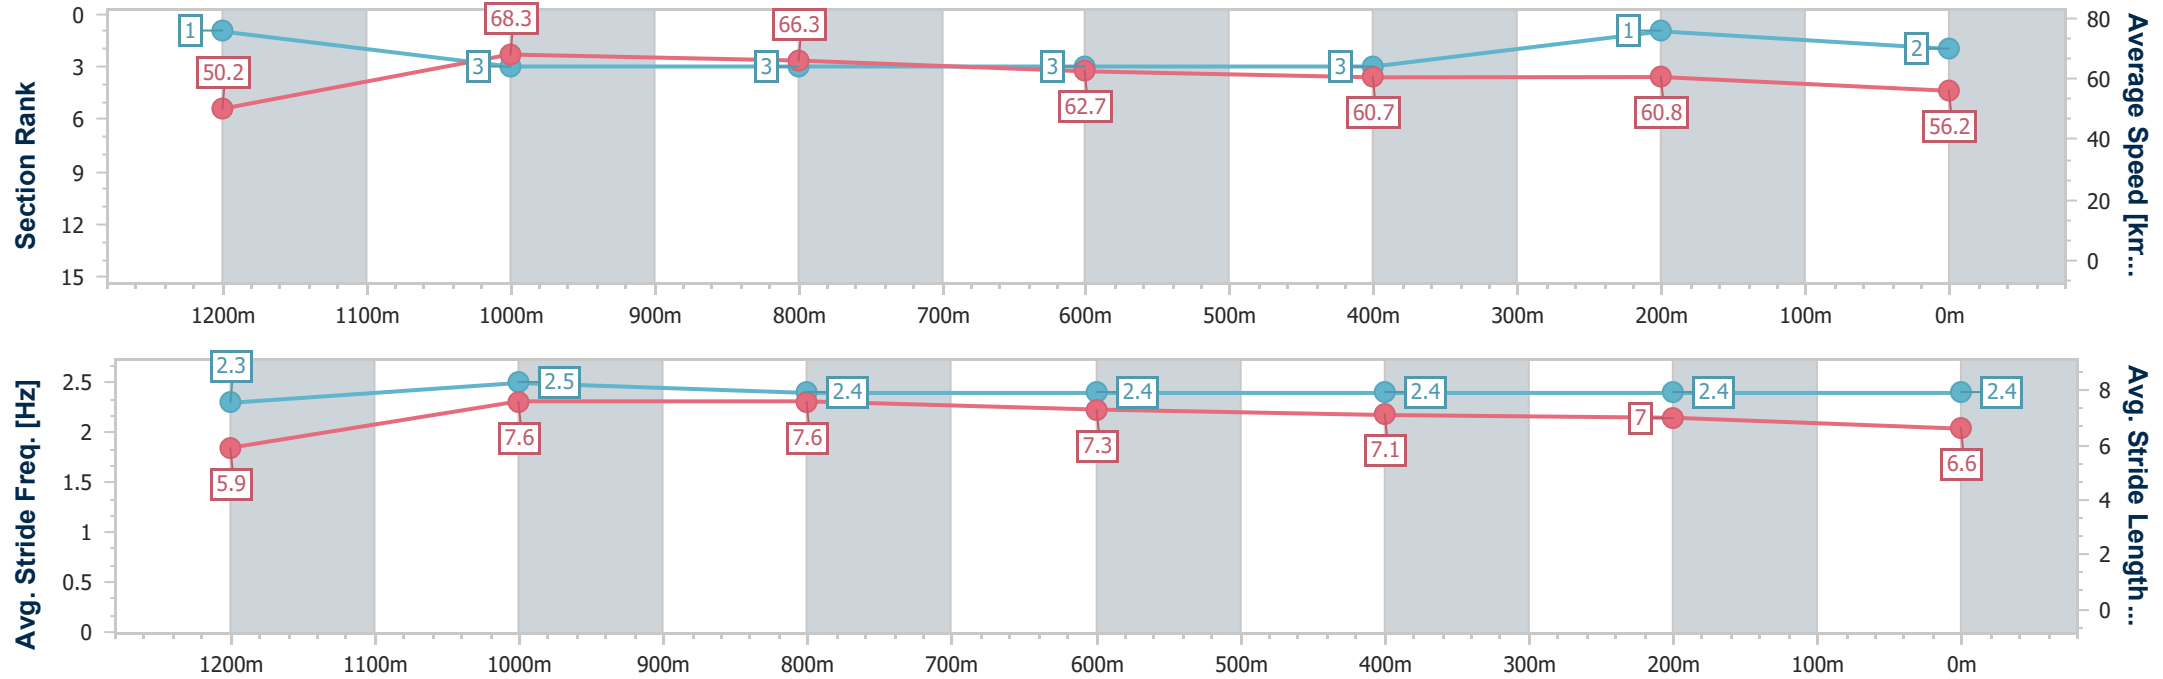 Section Rank
0
3
6
9
12
15
1
3
3
3
3
1
2
50.2
68.3
66.3
62.7
60.7
60.8
56.2
80
60
40
20
0
Average Speed [km...
1200m
1100m
1000m
900m
800m
700m
600m
500m
400m
300m
200m
100m
0m
Avg. Stride Freq. [Hz]
2.5
2
1.5
1
0.5
0
2.3
2.5
2.4
2.4
2.4
2.4
2.4
5.9
7.6
7.6
7.3
7.1
7
6.6
8
6
4
2
0
Avg. Stride Length...
1200m
1100m
1000m
900m
800m
700m
600m
500m
400m
300m
200m
100m
0m